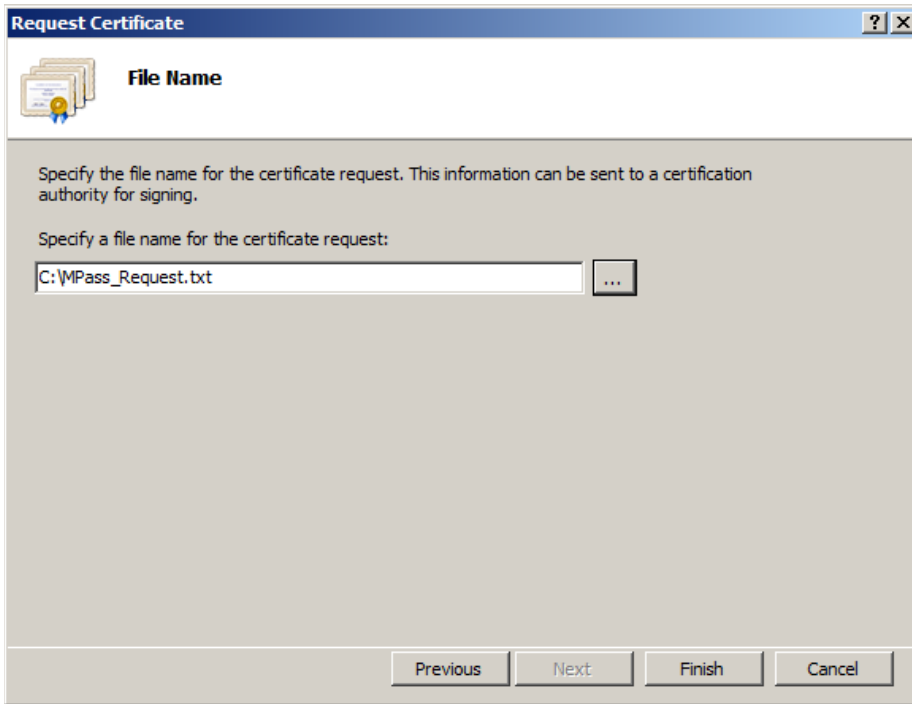 Request Certificate
File Name
Specify the file name for the certificate request. This information can be sent to a certification
authority for signing.
Specify a file name for the certificate request:
C:\MPass_Request.txt
...
Previous Next Finish Cancel